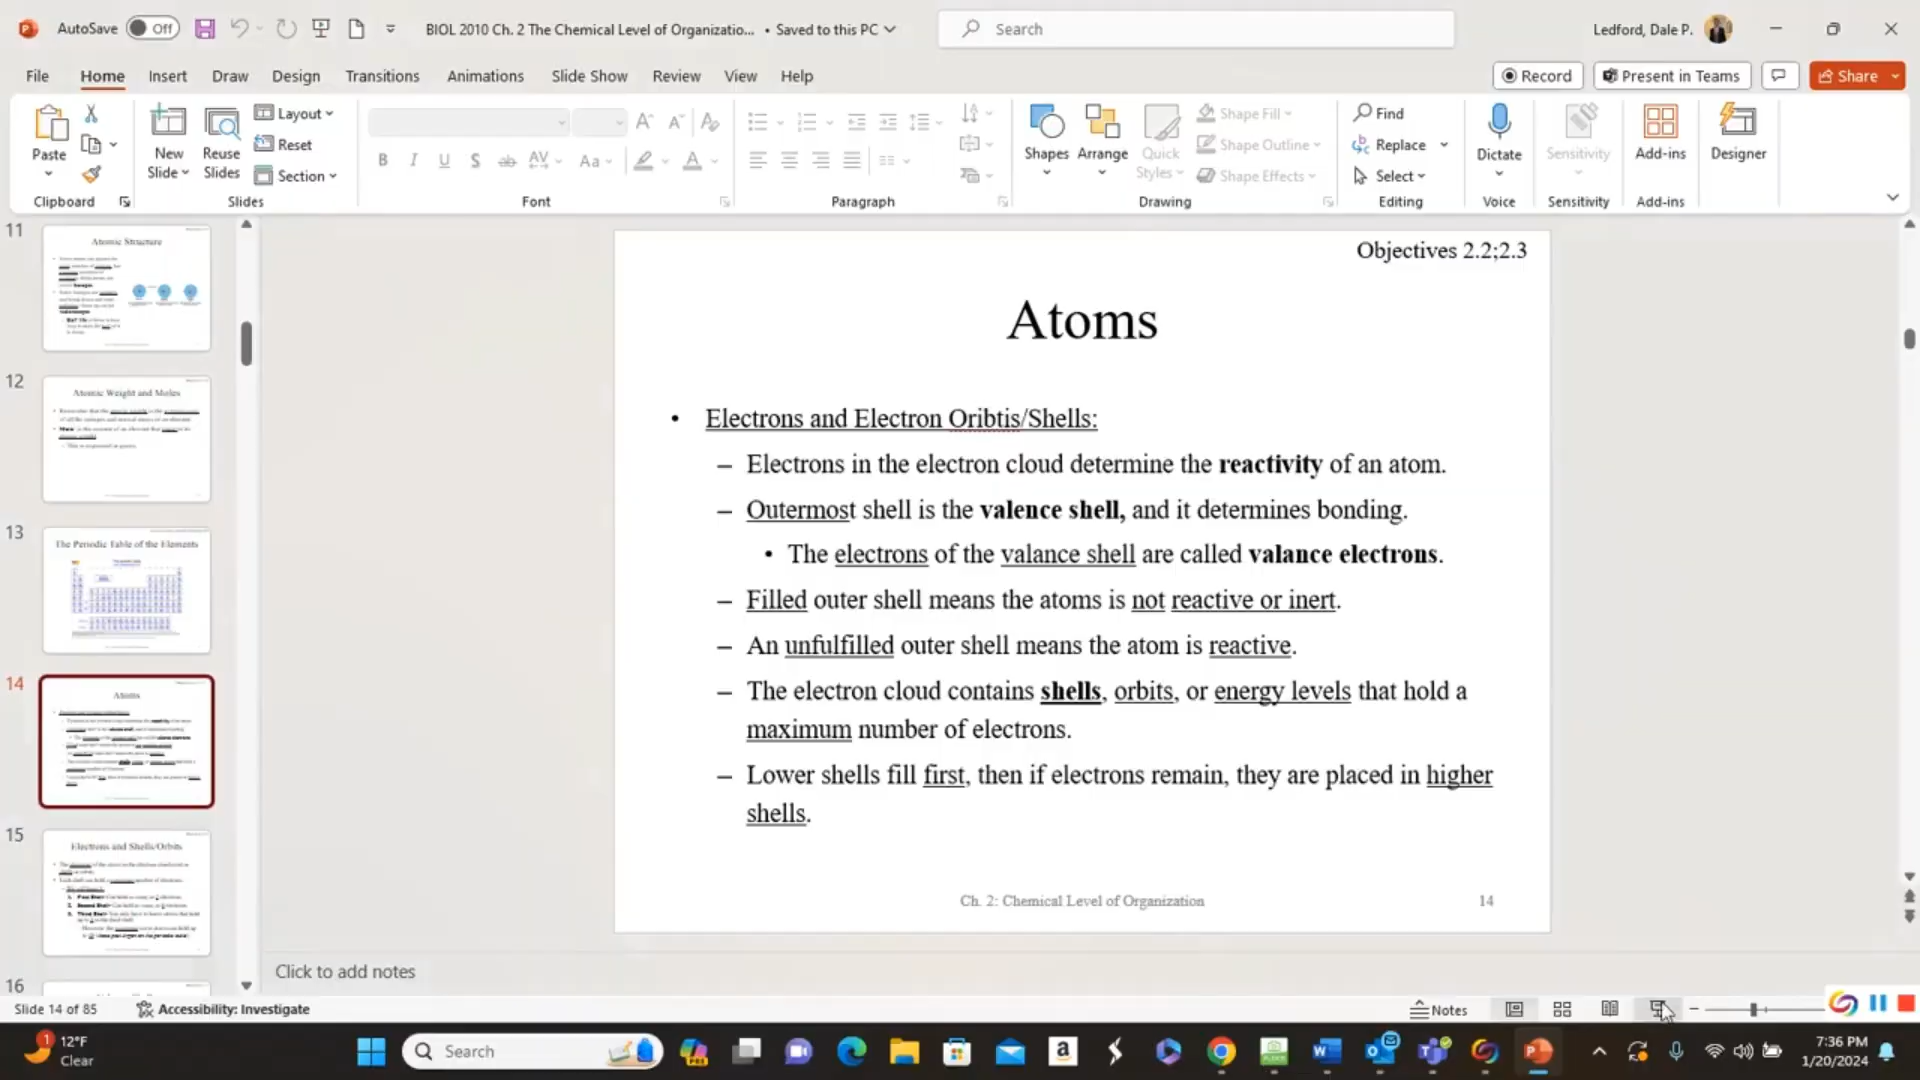 AutoSave Off BIOL 2010 Ch. 2 The Chemical Level of Organizatio... • Saved to this PC Search Ledford, Dale P.
File Home Insert Draw Design Transitions Animations Slide Show Review View Help Record Present in Teams Share
Paste
New Slide
Reuse Slides
Layout
Reset
Section
Shapes Arrange Quick Styles
Shape Fill
Shape Outline
Shape Effects
Find
Replace
Select
Dictate Sensitivity Add-ins Designer
Clipboard Slides Font Paragraph Drawing Editing Voice Sensitivity Add-ins
11
Atomic Structure
12
Atomic Weight and Moles
13
The Periodic Table of the Elements
14
Atoms
15
Electrons and Shells/Orbits
16
Objectives 2.2;2.3
Atoms
• Electrons and Electron Oribtis/Shells:
– Electrons in the electron cloud determine the reactivity of an atom.
– Outermost shell is the valence shell, and it determines bonding.
• The electrons of the valance shell are called valance electrons.
– Filled outer shell means the atoms is not reactive or inert.
– An unfulfilled outer shell means the atom is reactive.
– The electron cloud contains shells, orbits, or energy levels that hold a
maximum number of electrons.
– Lower shells fill first, then if electrons remain, they are placed in higher
shells.
Ch. 2: Chemical Level of Organization 14
Click to add notes
Slide 14 of 85 Accessibility: Investigate Notes
12°F
Clear
Search
7:36 PM
1/20/2024